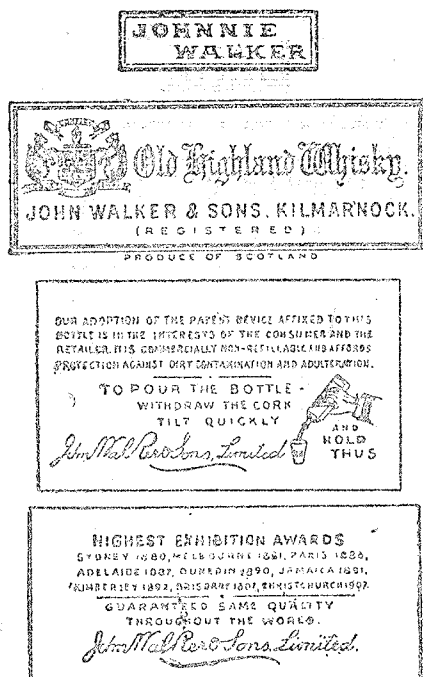 JOHNNIE
WALKER
Old Highland Whisky.
JOHN WALKER & SONS, KILMARNOCK.
(REGISTERED)
PRODUCE OF SCOTLAND
OUR ADOPTION OF THE PATENT DEVICE AFFIXED TO THIS
BOTTLE IS IN THE INTERESTS OF THE CONSUMER AND THE
RETAILER. IT IS COMMERCIALLY NON-REFILLABLE AND AFFORDS
PROTECTION AGAINST DIRT CONTAMINATION AND ADULTERATION.
TO POUR THE BOTTLE -
WITHDRAW THE CORK
TILT QUICKLY
AND
HOLD
THUS
John Walker & Sons, Limited
HIGHEST EXHIBITION AWARDS
SYDNEY 1880, MELBOURNE 1881, PARIS 1885,
ADELAIDE 1887, DUNEDIN 1890, JAMAICA 1891,
KIMBERLEY 1892, BRISBANE 1897, CHRISTCHURCH 1907.
GUARANTEED SAME QUALITY
THROUGHOUT THE WORLD.
John Walker & Sons, Limited.